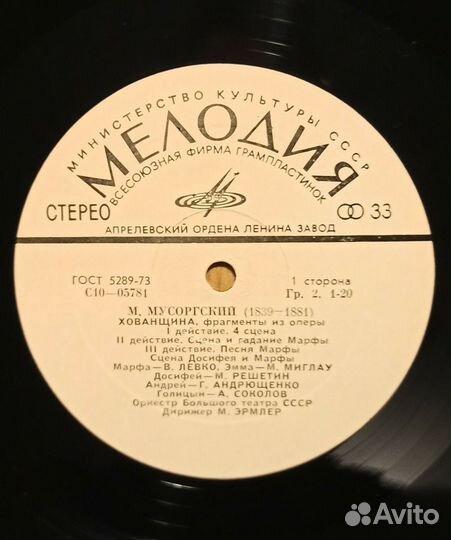 МИНИСТЕРСТВО КУЛЬТУРЫ СССР
МЕЛОДИЯ
ВСЕСОЮЗНАЯ ФИРМА ГРАМПЛАСТИНОК
СТЕРЕО
33
АПРЕЛЕВСКИЙ ОРДЕНА ЛЕНИНА ЗАВОД
ГОСТ 5289-73
1 сторона
С10—05781
Гр. 2. 1-20
М. МУСОРГСКИЙ (1839—1881)
ХОВАНЩИНА, фрагменты из оперы
I действие. 4 сцена
II действие. Сцена и гадание Марфы
III действие. Песня Марфы
Сцена Досифея и Марфы
Марфа—В. ЛЕВКО, Эмма—М. МИГЛАУ
Досифей—М. РЕШЕТИН
Андрей—Г. АНДРЮЩЕНКО
Голицын—А. СОКОЛОВ
Оркестр Большого театра СССР
Дирижер М. ЭРМЛЕР
Avito